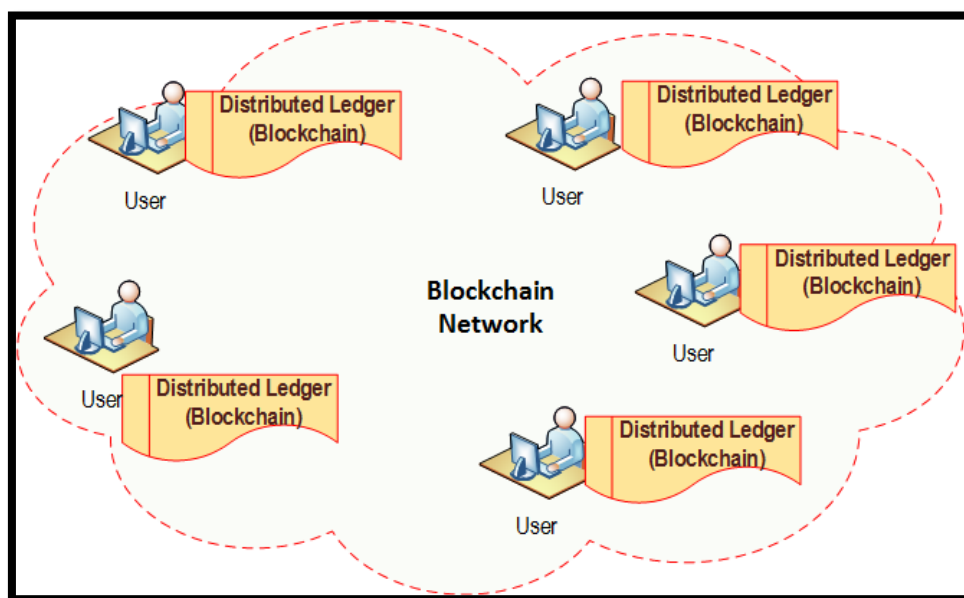 Distributed Ledger
(Blockchain)
User
Distributed Ledger
(Blockchain)
User
Distributed Ledger
(Blockchain)
User
Blockchain
Network
User
Distributed Ledger
(Blockchain)
Distributed Ledger
(Blockchain)
User